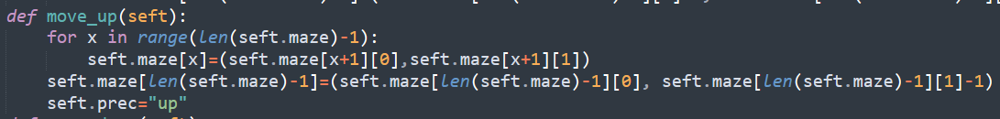 def move_up(seft):
    for x in range(len(seft.maze)-1):
        seft.maze[x]=(seft.maze[x+1][0],seft.maze[x+1][1])
    seft.maze[len(seft.maze)-1]=(seft.maze[len(seft.maze)-1][0], seft.maze[len(seft.maze)-1][1]-1)
    seft.prec="up"